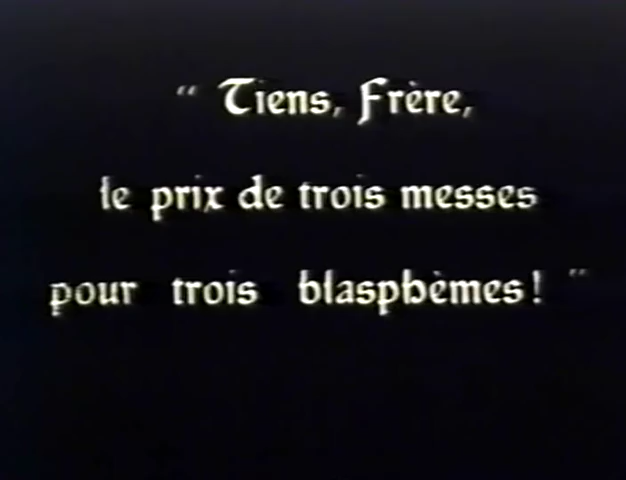 “ Tiens, Frère,
le prix de trois messes
pour trois blasphèmes! ”